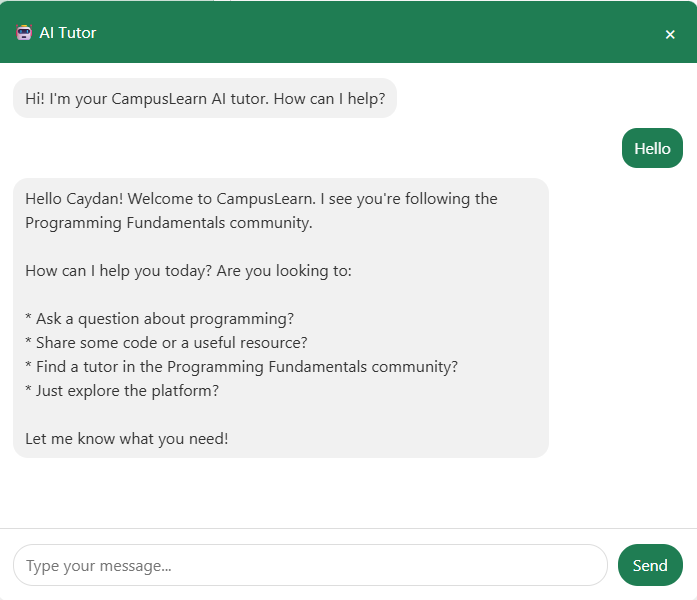 AI Tutor
×
Hi! I'm your CampusLearn AI tutor. How can I help?
Hello
Hello Caydan! Welcome to CampusLearn. I see you're following the
Programming Fundamentals community.
How can I help you today? Are you looking to:
* Ask a question about programming?
* Share some code or a useful resource?
* Find a tutor in the Programming Fundamentals community?
* Just explore the platform?
Let me know what you need!
Type your message...
Send